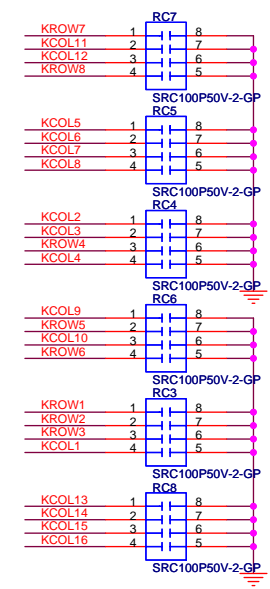 RC7
KROW7 1 8
KCOL11 2 7
KCOL12 3 6
KROW8 4 5
SRC100P50V-2-GP
RC5
KCOL5 1 8
KCOL6 2 7
KCOL7 3 6
KCOL8 4 5
SRC100P50V-2-GP
RC4
KCOL2 1 8
KCOL3 2 7
KROW4 3 6
KCOL4 4 5
SRC100P50V-2-GP
RC6
KCOL9 1 8
KROW5 2 7
KCOL10 3 6
KROW6 4 5
SRC100P50V-2-GP
RC3
KROW1 1 8
KROW2 2 7
KROW3 3 6
KCOL1 4 5
SRC100P50V-2-GP
RC8
KCOL13 1 8
KCOL14 2 7
KCOL15 3 6
KCOL16 4 5
SRC100P50V-2-GP